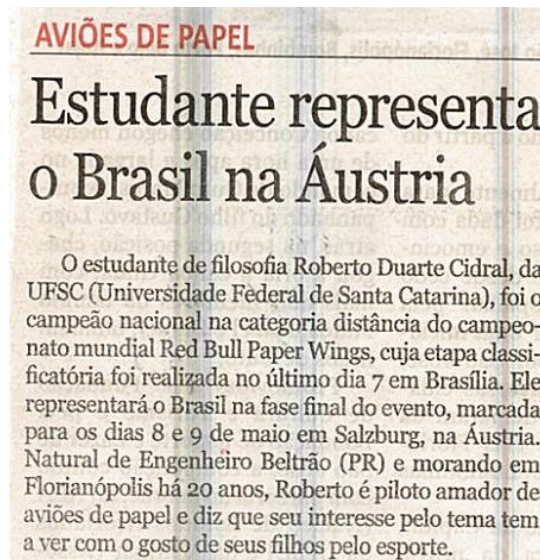 AVIÕES DE PAPEL
Estudante representa
o Brasil na Áustria
O estudante de filosofia Roberto Duarte Cidral, da
UFSC (Universidade Federal de Santa Catarina), foi o
campeão nacional na categoria distância do campeo-
nato mundial Red Bull Paper Wings, cuja etapa classi-
ficatória foi realizada no último dia 7 em Brasília. Ele
representará o Brasil na fase final do evento, marcada
para os dias 8 e 9 de maio em Salzburg, na Áustria.
Natural de Engenheiro Beltrão (PR) e morando em
Florianópolis há 20 anos, Roberto é piloto amador de
aviões de papel e diz que seu interesse pelo tema tem
a ver com o gosto de seus filhos pelo esporte.